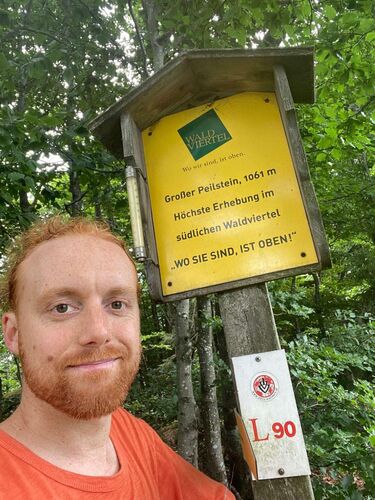 WALD
VIERTEL
Wo wir sind, ist oben.
Großer Peilstein, 1061 m
Höchste Erhebung im
südlichen Waldviertel
„WO SIE SIND, IST OBEN!“
L 90